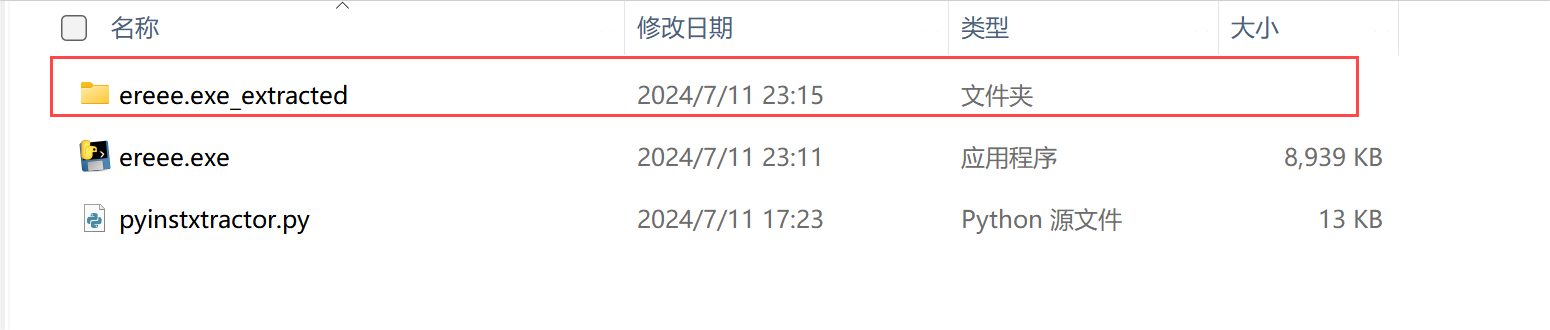 名称 修改日期 类型 大小
ereee.exe_extracted 2024/7/11 23:15 文件夹
ereee.exe 2024/7/11 23:11 应用程序 8,939 KB
pyinstxtractor.py 2024/7/11 17:23 Python 源文件 13 KB